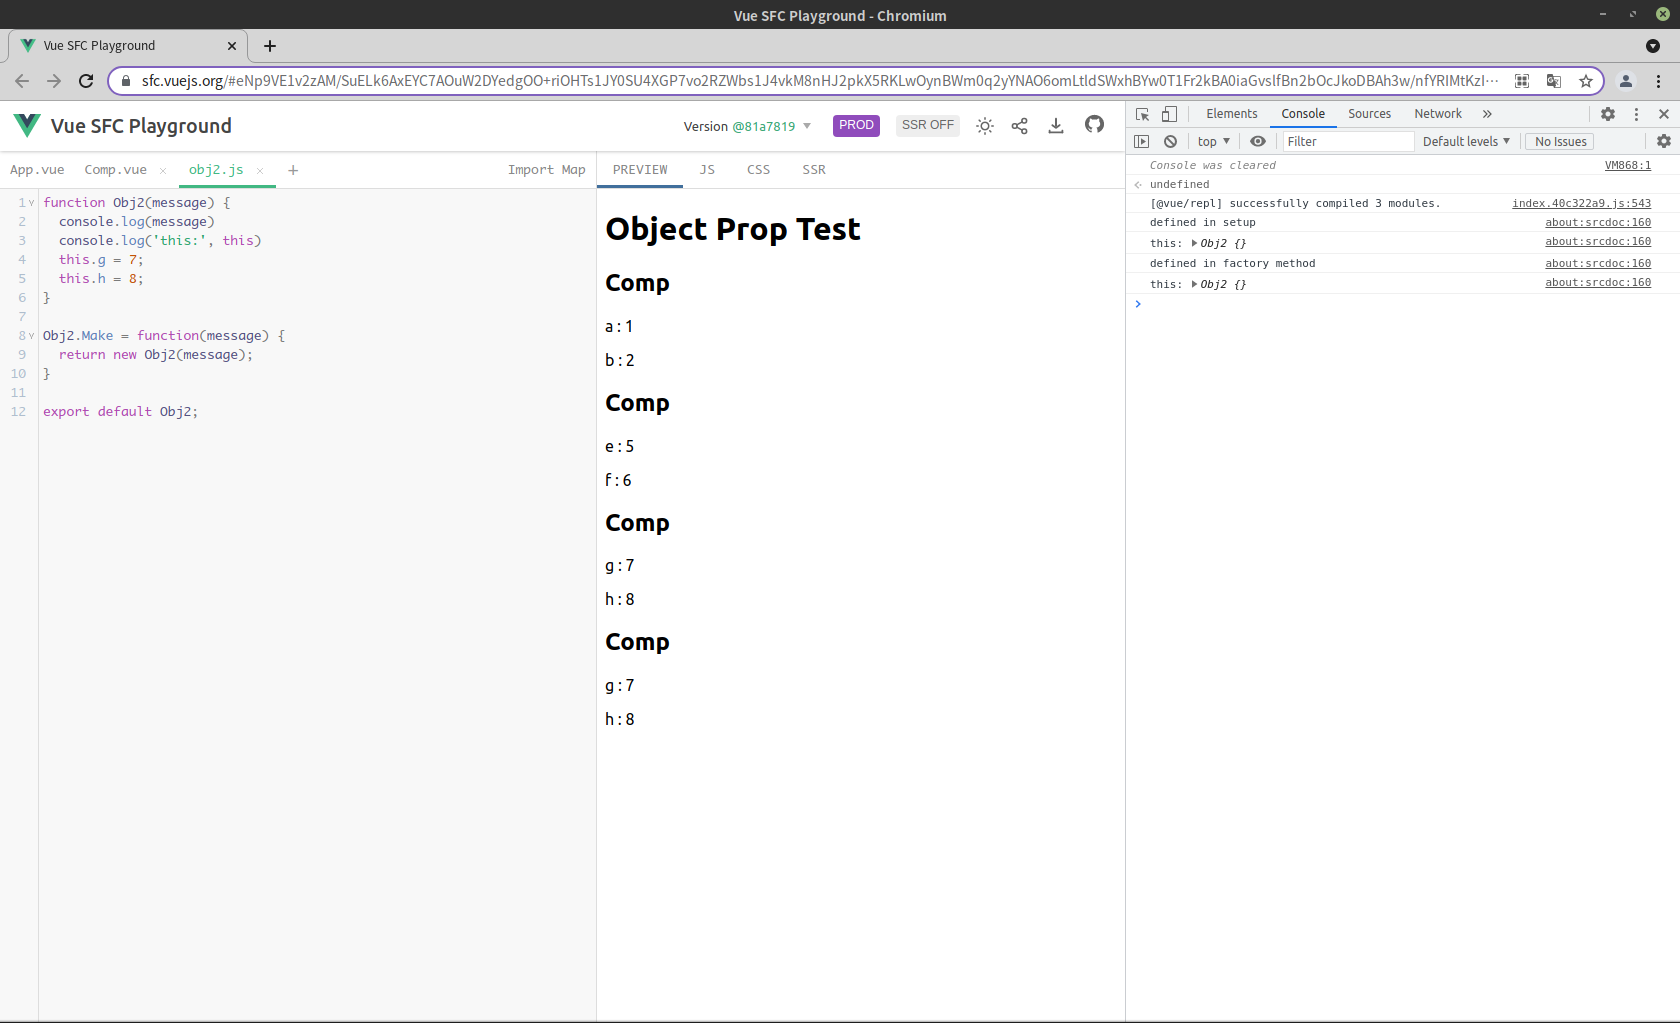 Vue SFC Playground - Chromium
Vue SFC Playground
sfc.vuejs.org/#eNp9VE1v2zAM/SuELk6AxEYC7AOuW2DYedgOO+riOHTs1JY0SU4XGP7vo2RZWbs1J4vkM8nHJ2pkX5RKLwOynBWm0q2yYNAO6omLtldSWxhBYw0T1Fr2kBA0iaGvslfBn2bOcJkoDBAh3w/nfYRIMtKzI...
Vue SFC Playground
Version @81a7819
PROD
SSR OFF
App.vue
Comp.vue
obj2.js
+
Import Map
PREVIEW
JS
CSS
SSR
1 function Obj2(message) {
2 console.log(message)
3 console.log('this:', this)
4 this.g = 7;
5 this.h = 8;
6 }
7
8 Obj2.Make = function(message) {
9 return new Obj2(message);
10 }
11
12 export default Obj2;
Object Prop Test
Comp
a:1
b:2
Comp
e:5
f:6
Comp
g:7
h:8
Comp
g:7
h:8
Elements
Console
Sources
Network
»
top
Filter
Default levels
No Issues
Console was cleared VM868:1
undefined
[@vue/repl] successfully compiled 3 modules. index.40c322a9.js:543
defined in setup about:srcdoc:160
this: Obj2 {} about:srcdoc:160
defined in factory method about:srcdoc:160
this: Obj2 {} about:srcdoc:160